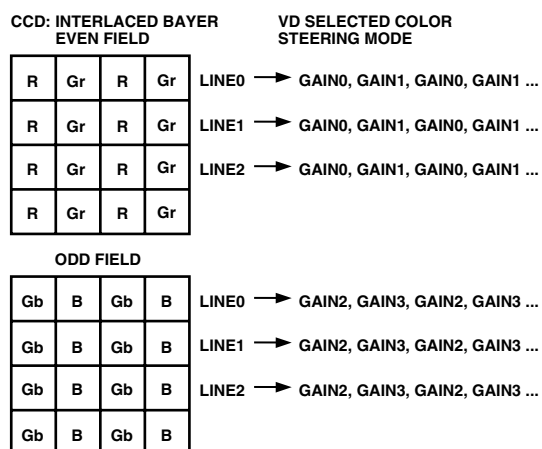 CCD: INTERLACED BAYER
EVEN FIELD
VD SELECTED COLOR
STEERING MODE
R Gr R Gr LINE0 GAIN0, GAIN1, GAIN0, GAIN1 ...
R Gr R Gr LINE1 GAIN0, GAIN1, GAIN0, GAIN1 ...
R Gr R Gr LINE2 GAIN0, GAIN1, GAIN0, GAIN1 ...
R Gr R Gr
ODD FIELD
Gb B Gb B LINE0 GAIN2, GAIN3, GAIN2, GAIN3 ...
Gb B Gb B LINE1 GAIN2, GAIN3, GAIN2, GAIN3 ...
Gb B Gb B LINE2 GAIN2, GAIN3, GAIN2, GAIN3 ...
Gb B Gb B